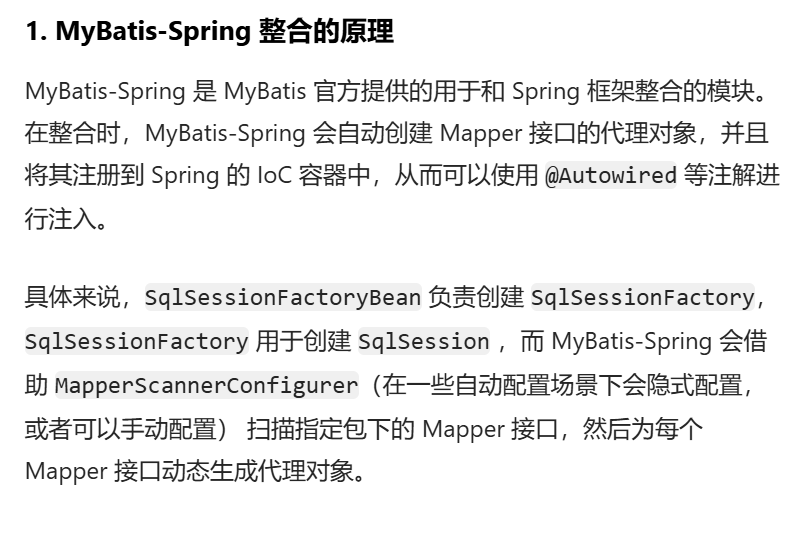 1. MyBatis-Spring 整合的原理
MyBatis-Spring 是 MyBatis 官方提供的用于和 Spring 框架整合的模块。
在整合时，MyBatis-Spring 会自动创建 Mapper 接口的代理对象，并且
将其注册到 Spring 的 IoC 容器中，从而可以使用 @Autowired 等注解进
行注入。
具体来说，SqlSessionFactoryBean 负责创建 SqlSessionFactory，
SqlSessionFactory 用于创建 SqlSession ，而 MyBatis-Spring 会借
助 MapperScannerConfigurer（在一些自动配置场景下会隐式配置，
或者可以手动配置） 扫描指定包下的 Mapper 接口，然后为每个
Mapper 接口动态生成代理对象。